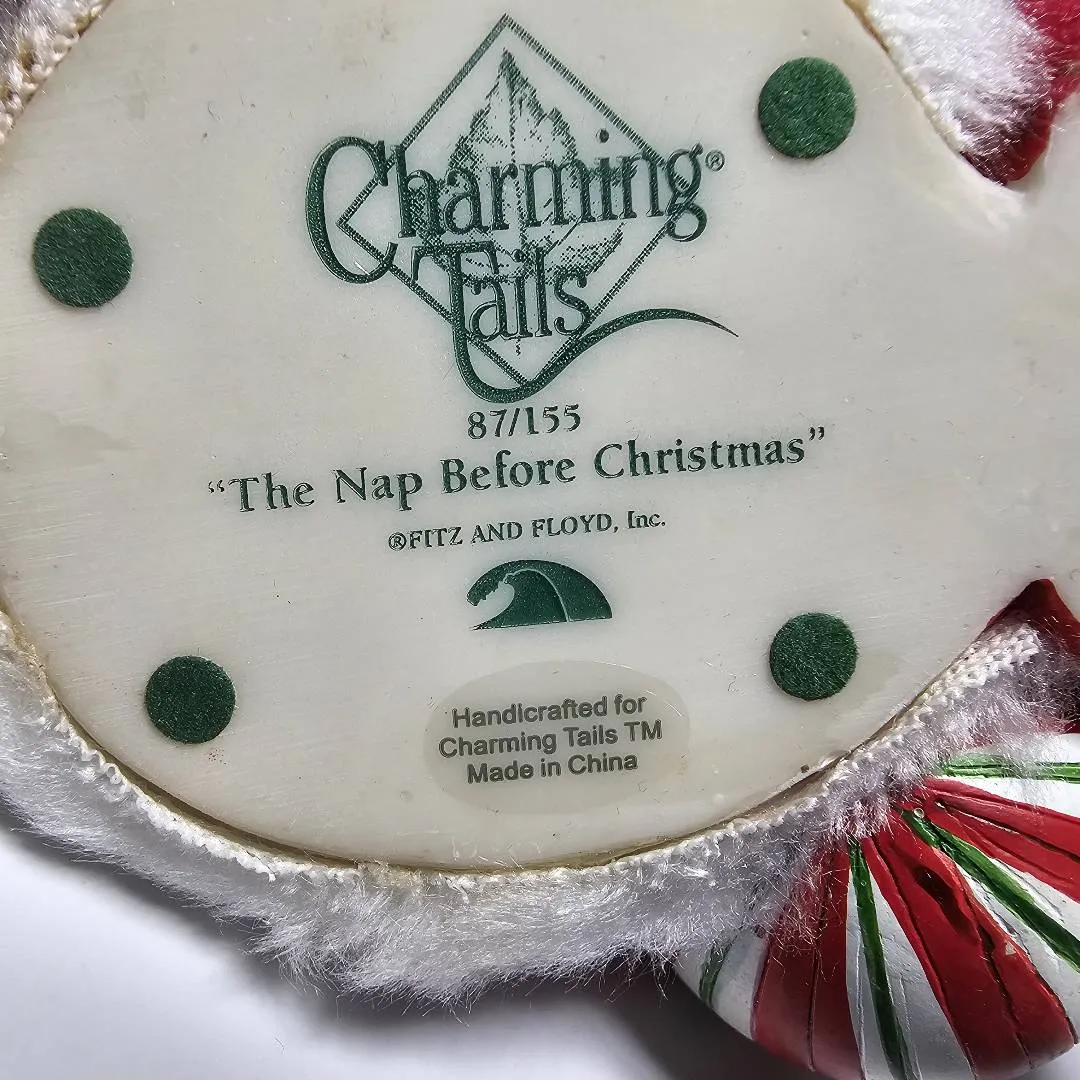 Charming®
Tails
87/155
“The Nap Before Christmas”
®FITZ AND FLOYD, Inc.
Handicrafted for
Charming Tails TM
Made in China